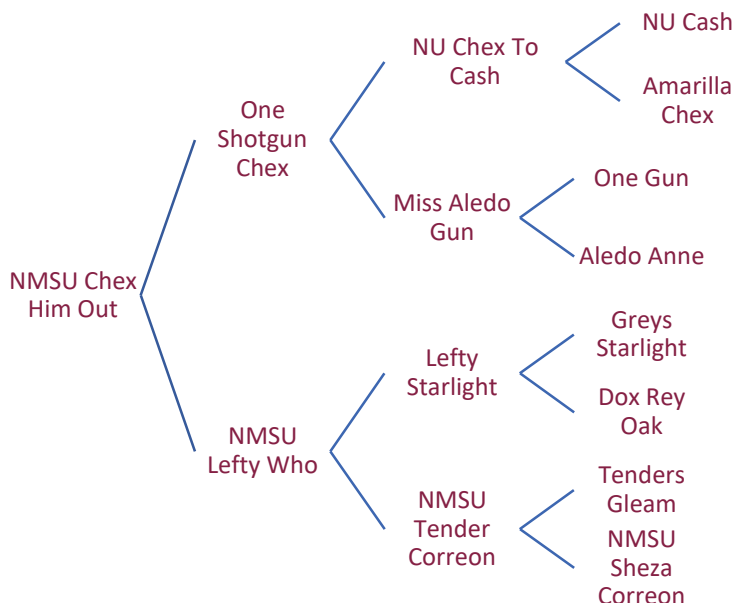 NMSU Chex
Him Out
One
Shotgun
Chex
NU Chex To
Cash
NU Cash
Amarilla
Chex
Miss Aledo
Gun
One Gun
Aledo Anne
NMSU
Lefty Who
Lefty
Starlight
Greys
Starlight
Dox Rey
Oak
NMSU
Tender
Correon
Tenders
Gleam
NMSU
Sheza
Correon